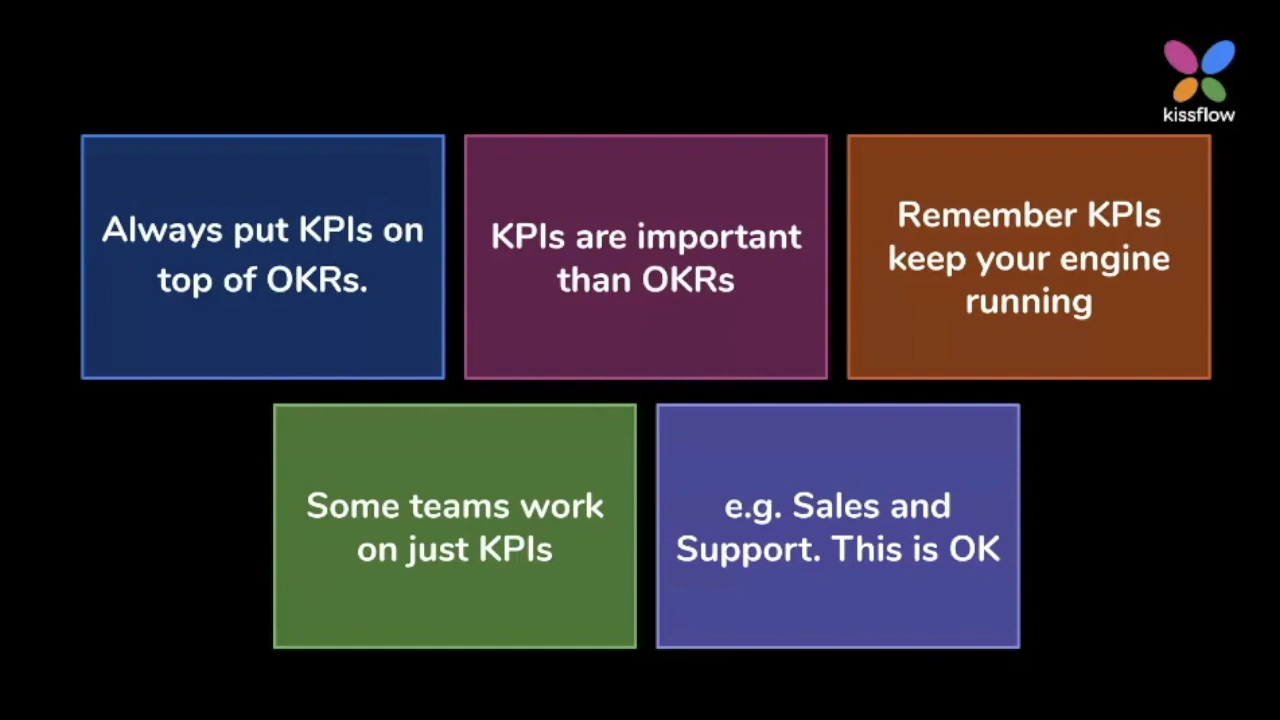 kissflow
Always put KPIs on
top of OKRs.
KPIs are important
than OKRs
Remember KPIs
keep your engine
running
Some teams work
on just KPIs
e.g. Sales and
Support. This is OK